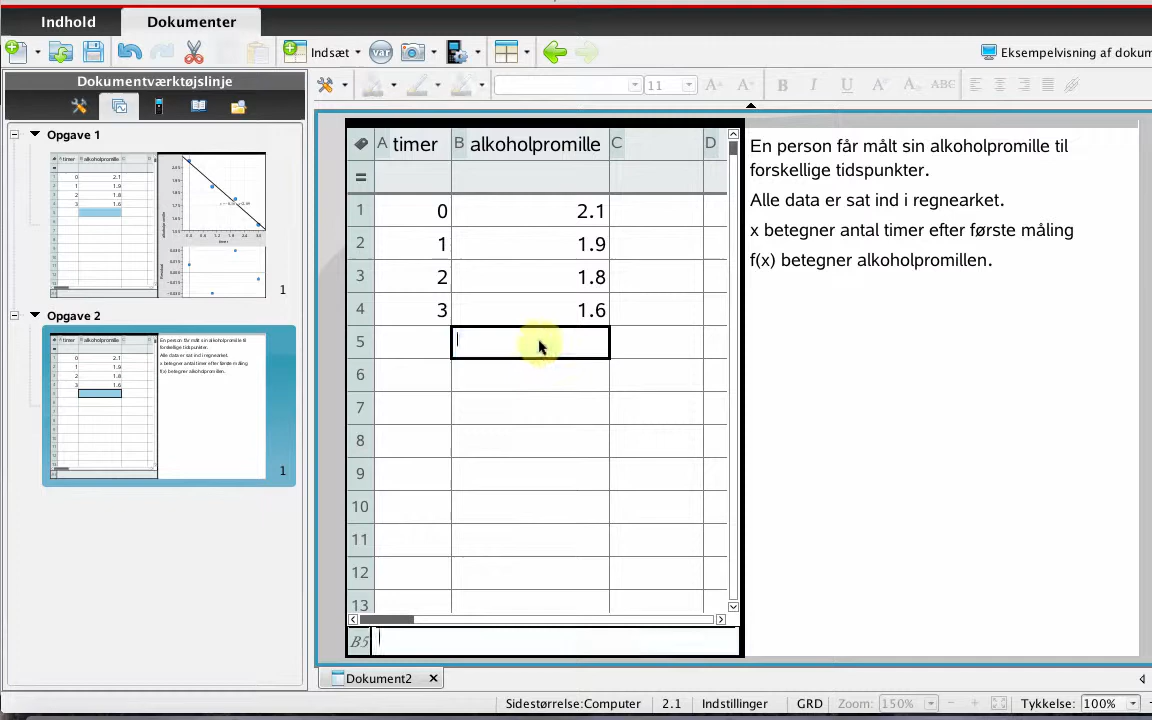 Indhold
Dokumenter
Indsæt
var
Eksempelvisning af dokum
Dokumentværktøjslinje
11
B I U ABC
Opgave 1
1
Opgave 2
1
A timer B alkoholpromille C D
=
1 0 2.1
2 1 1.9
3 2 1.8
4 3 1.6
5
6
7
8
9
10
11
12
13
B5
En person får målt sin alkoholpromille til
forskellige tidspunkter.
Alle data er sat ind i regnearket.
x betegner antal timer efter første måling
f(x) betegner alkoholpromillen.
Dokument2
Sidestørrelse:Computer 2.1 Indstillinger GRD Zoom: 150% Tykkelse: 100%